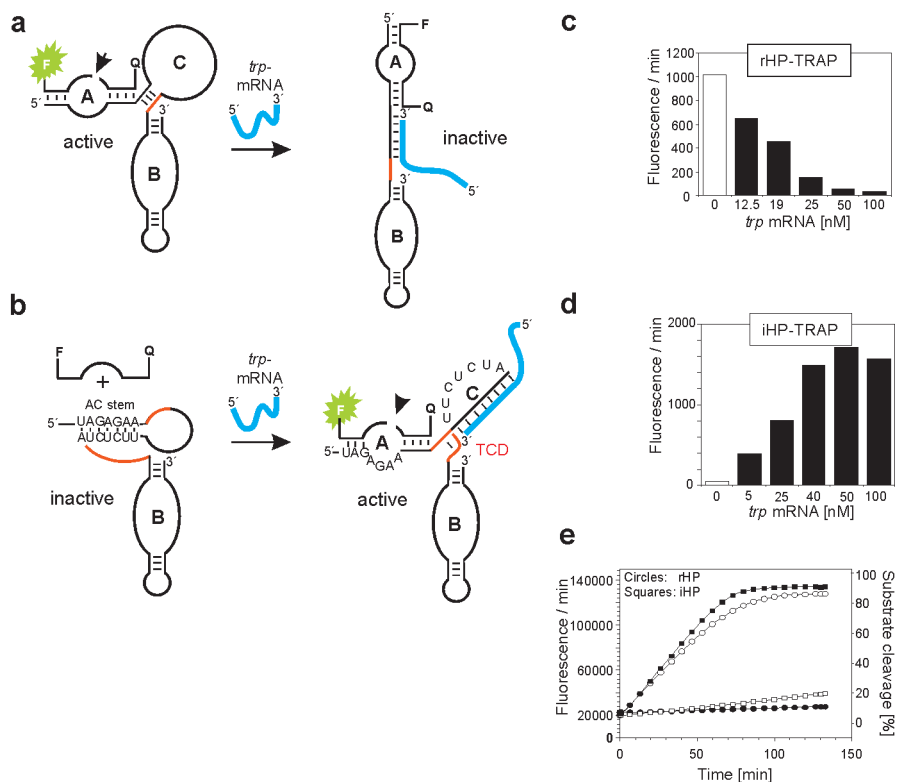 a
F
Q
C
A
5´
3´
active
B
trp-
mRNA
5´
3´
5´
F
A
Q
3´
inactive
5´
3´
B
b
F
Q
+
AC stem
5´
UAGAGAA
AUCUCUU
3´
inactive
B
trp-
mRNA
5´
3´
5´
F
Q
A
5´
UAGAGAA
UUCUCUA
C
3´
3´
TCD
active
B
c
rHP-TRAP
Fluorescence / min
1200
1000
800
600
400
200
0
0 12.5 19 25 50 100
trp mRNA [nM]
d
iHP-TRAP
Fluorescence / min
2000
1000
0
0 5 25 40 50 100
trp mRNA [nM]
e
Circles: rHP
Squares: iHP
Fluorescence / min
140000
100000
60000
20000
0
Substrate cleavage [%]
100
80
60
40
20
0
0 50 100 150
Time [min]